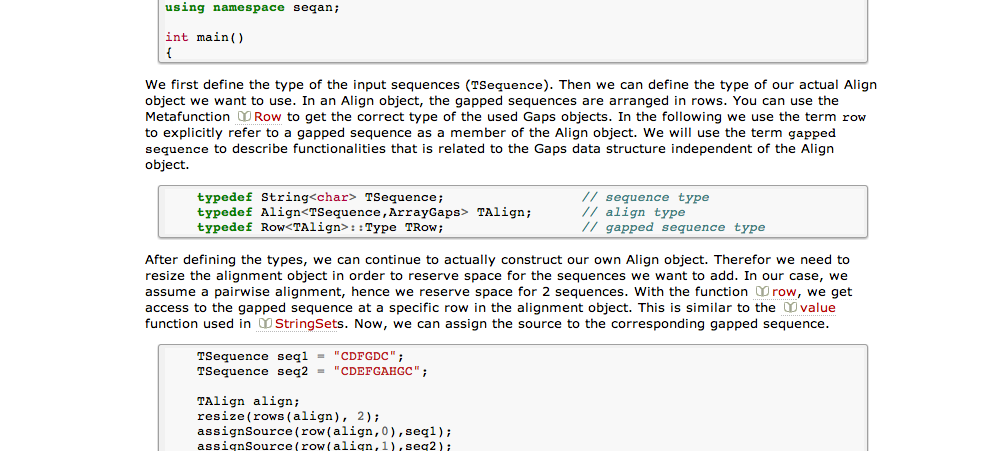 using namespace seqan;
int main()
{
We first define the type of the input sequences (TSequence). Then we can define the type of our actual Align
object we want to use. In an Align object, the gapped sequences are arranged in rows. You can use the
Metafunction Row to get the correct type of the used Gaps objects. In the following we use the term row
to explicitly refer to a gapped sequence as a member of the Align object. We will use the term gapped
sequence to describe functionalities that is related to the Gaps data structure independent of the Align
object.
typedef String<char> TSequence; // sequence type
typedef Align<TSequence,ArrayGaps> TAlign; // align type
typedef Row<TAlign>::Type TRow; // gapped sequence type
After defining the types, we can continue to actually construct our own Align object. Therefor we need to
resize the alignment object in order to reserve space for the sequences we want to add. In our case, we
assume a pairwise alignment, hence we reserve space for 2 sequences. With the function row, we get
access to the gapped sequence at a specific row in the alignment object. This is similar to the value
function used in StringSets. Now, we can assign the source to the corresponding gapped sequence.
TSequence seq1 = "CDFGDC";
TSequence seq2 = "CDEFGAHGC";
TAlign align;
resize(rows(align), 2);
assignSource(row(align,0),seq1);
assignSource(row(align,1),seq2);